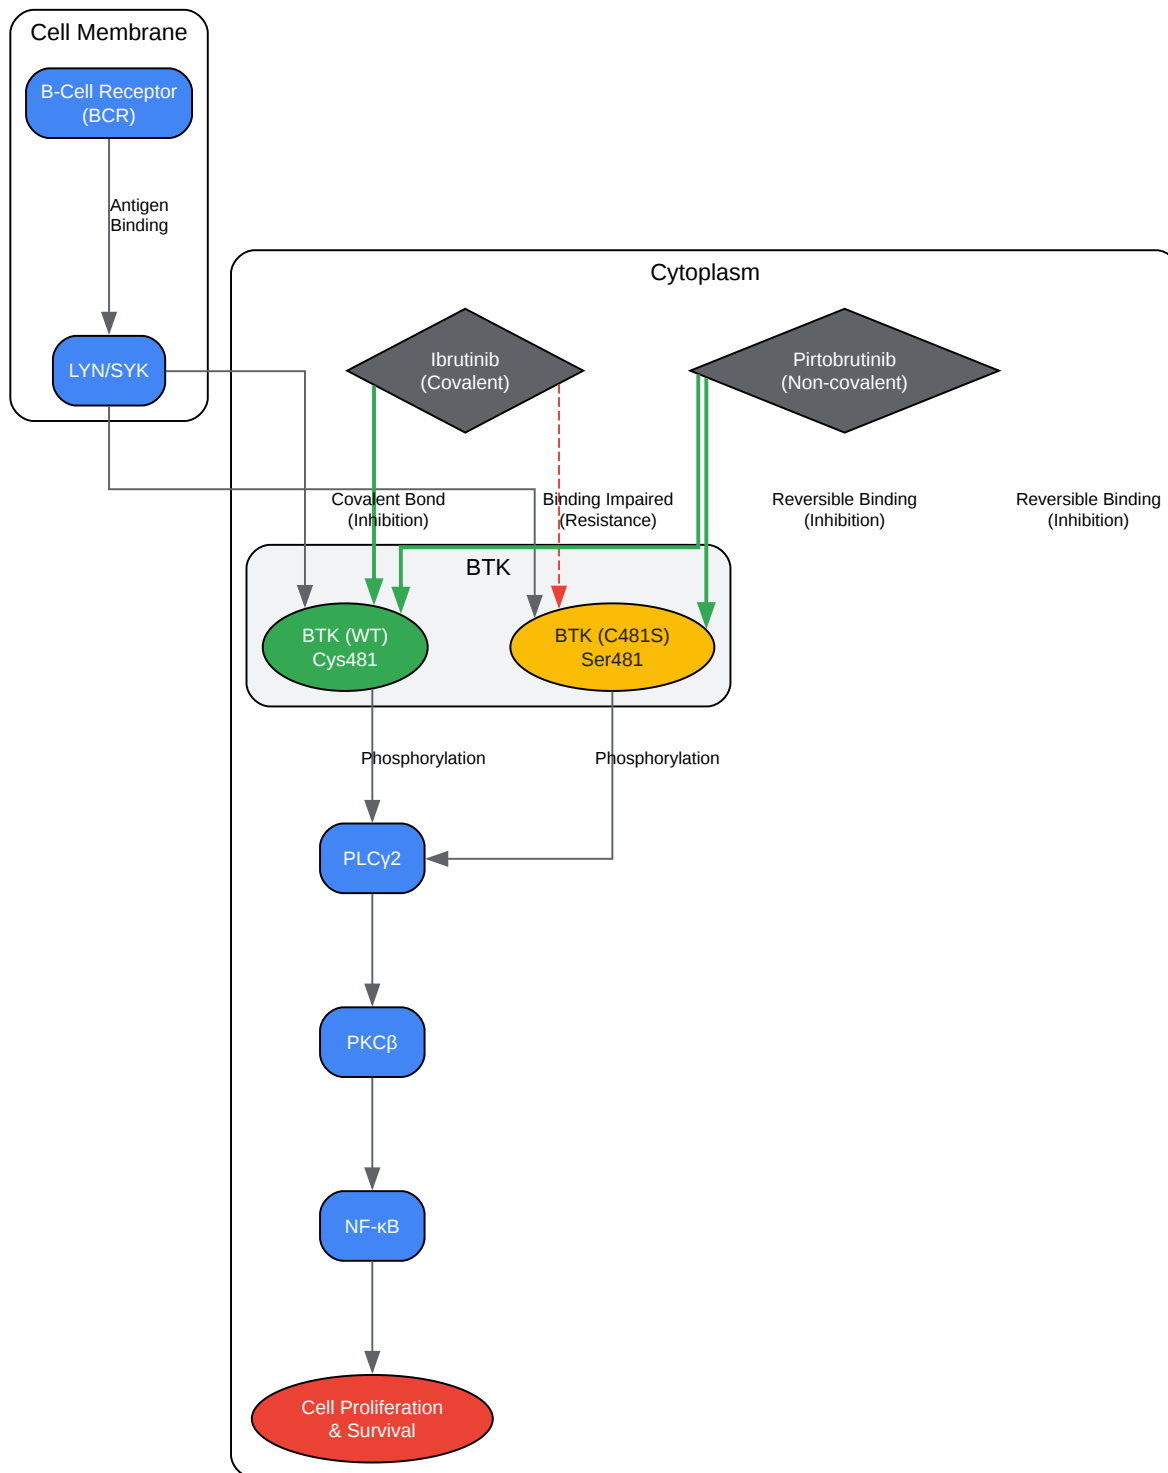 Cell Membrane
B-Cell Receptor
(BCR)
Antigen
Binding
LYN/SYK
Cytoplasm
Ibrutinib
(Covalent)
Pirtobrutinib
(Non-covalent)
Covalent Bond
(Inhibition)
Binding Impaired
(Resistance)
Reversible Binding
(Inhibition)
Reversible Binding
(Inhibition)
BTK
BTK (WT)
Cys481
BTK (C481S)
Ser481
Phosphorylation
Phosphorylation
PLCγ2
PKCβ
NF-κB
Cell Proliferation
& Survival